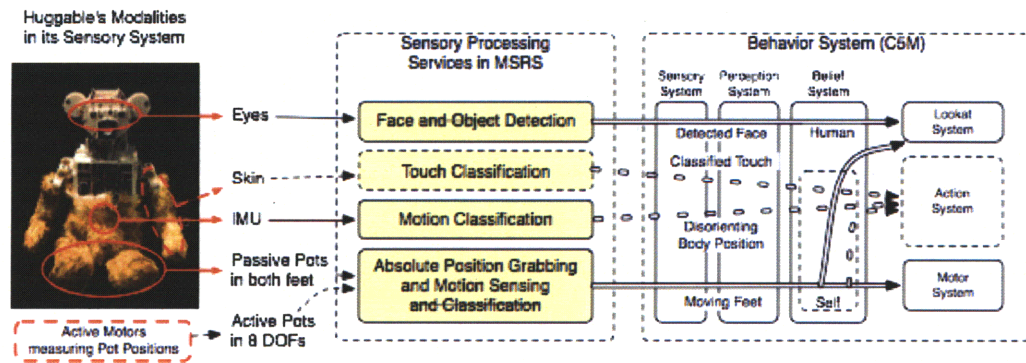 Huggable's Modalities
in its Sensory System
Eyes
Skin
IMU
Passive Pots
in both feet
Active Motors
measuring Pot Positions
Active Pots
in 8 DOFs
Sensory Processing
Services in MSRS
Face and Object Detection
Touch Classification
Motion Classification
Absolute Position Grabbing
and Motion Sensing
and Classification
Behavior System (C5M)
Sensory
System
Perception
System
Belief
System
Detected Face
Human
Classified Touch
Disorienting
Body Position
Moving Feet
Self
Lookat
System
Action
System
Motor
System